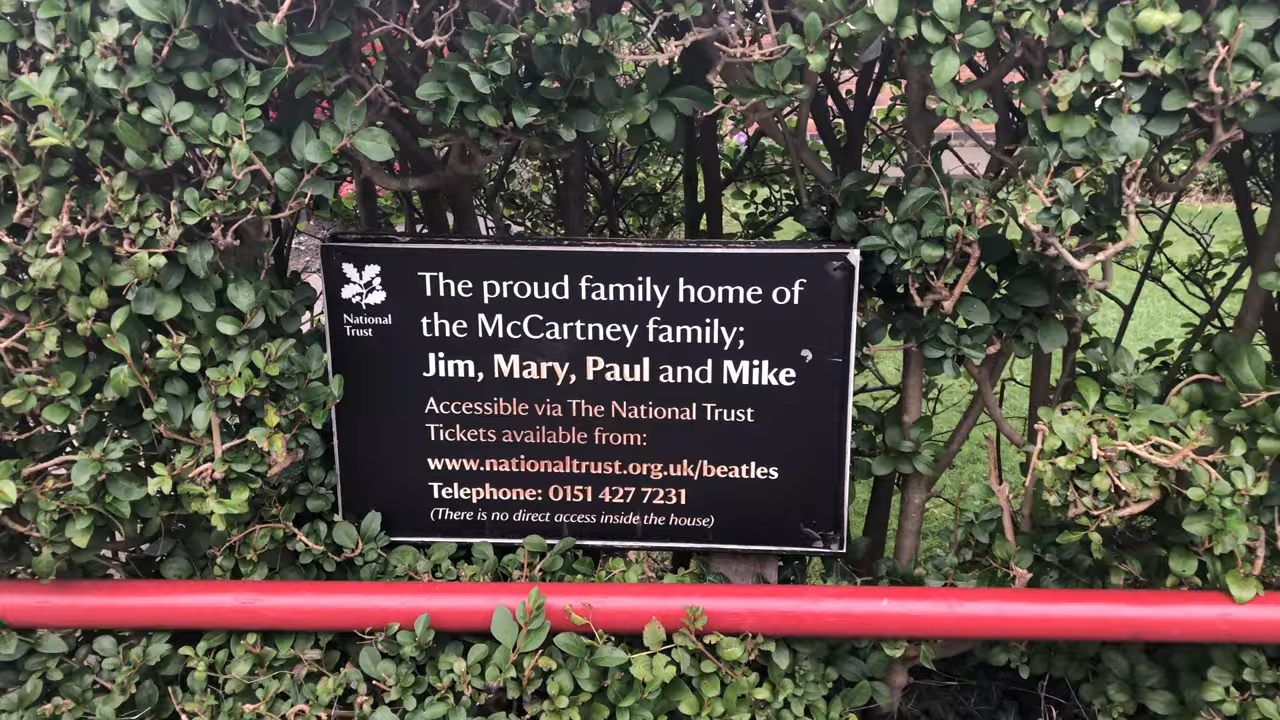 National
Trust
The proud family home of
the McCartney family;
Jim, Mary, Paul and Mike
Accessible via The National Trust
Tickets available from:
www.nationaltrust.org.uk/beatles
Telephone: 0151 427 7231
(There is no direct access inside the house)